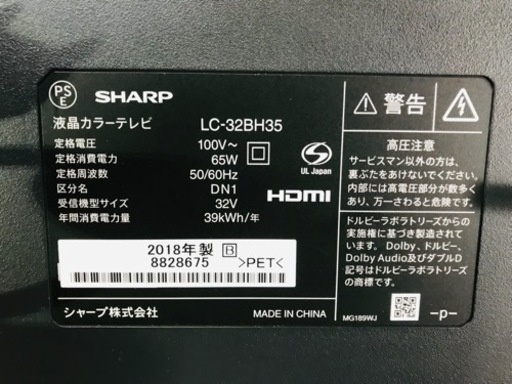 PS
E
SHARP
液晶カラーテレビ LC-32BH35
定格電圧 100V～
定格消費電力 65W
定格周波数 50/60Hz
区分名 DN1
受信機型サイズ 32V
年間消費電力量 39kWh/年
UL Japan
HDMI
2018年製 B
8828675 >PET<
シャープ株式会社 MADE IN CHINA
警告
高圧注意
サービスマン以外の方は、
裏ぶたをあけないでください。
内部には高電圧部分が数多く
あり、万一さわると危険です。
ドルビーラボラトリーズからの
実施権に基づき製造されて
います。Dolby、ドルビー、
Dolby Audio及びダブルD
記号はドルビーラボラトリーズ
の商標です。
MG189WJ
-p-